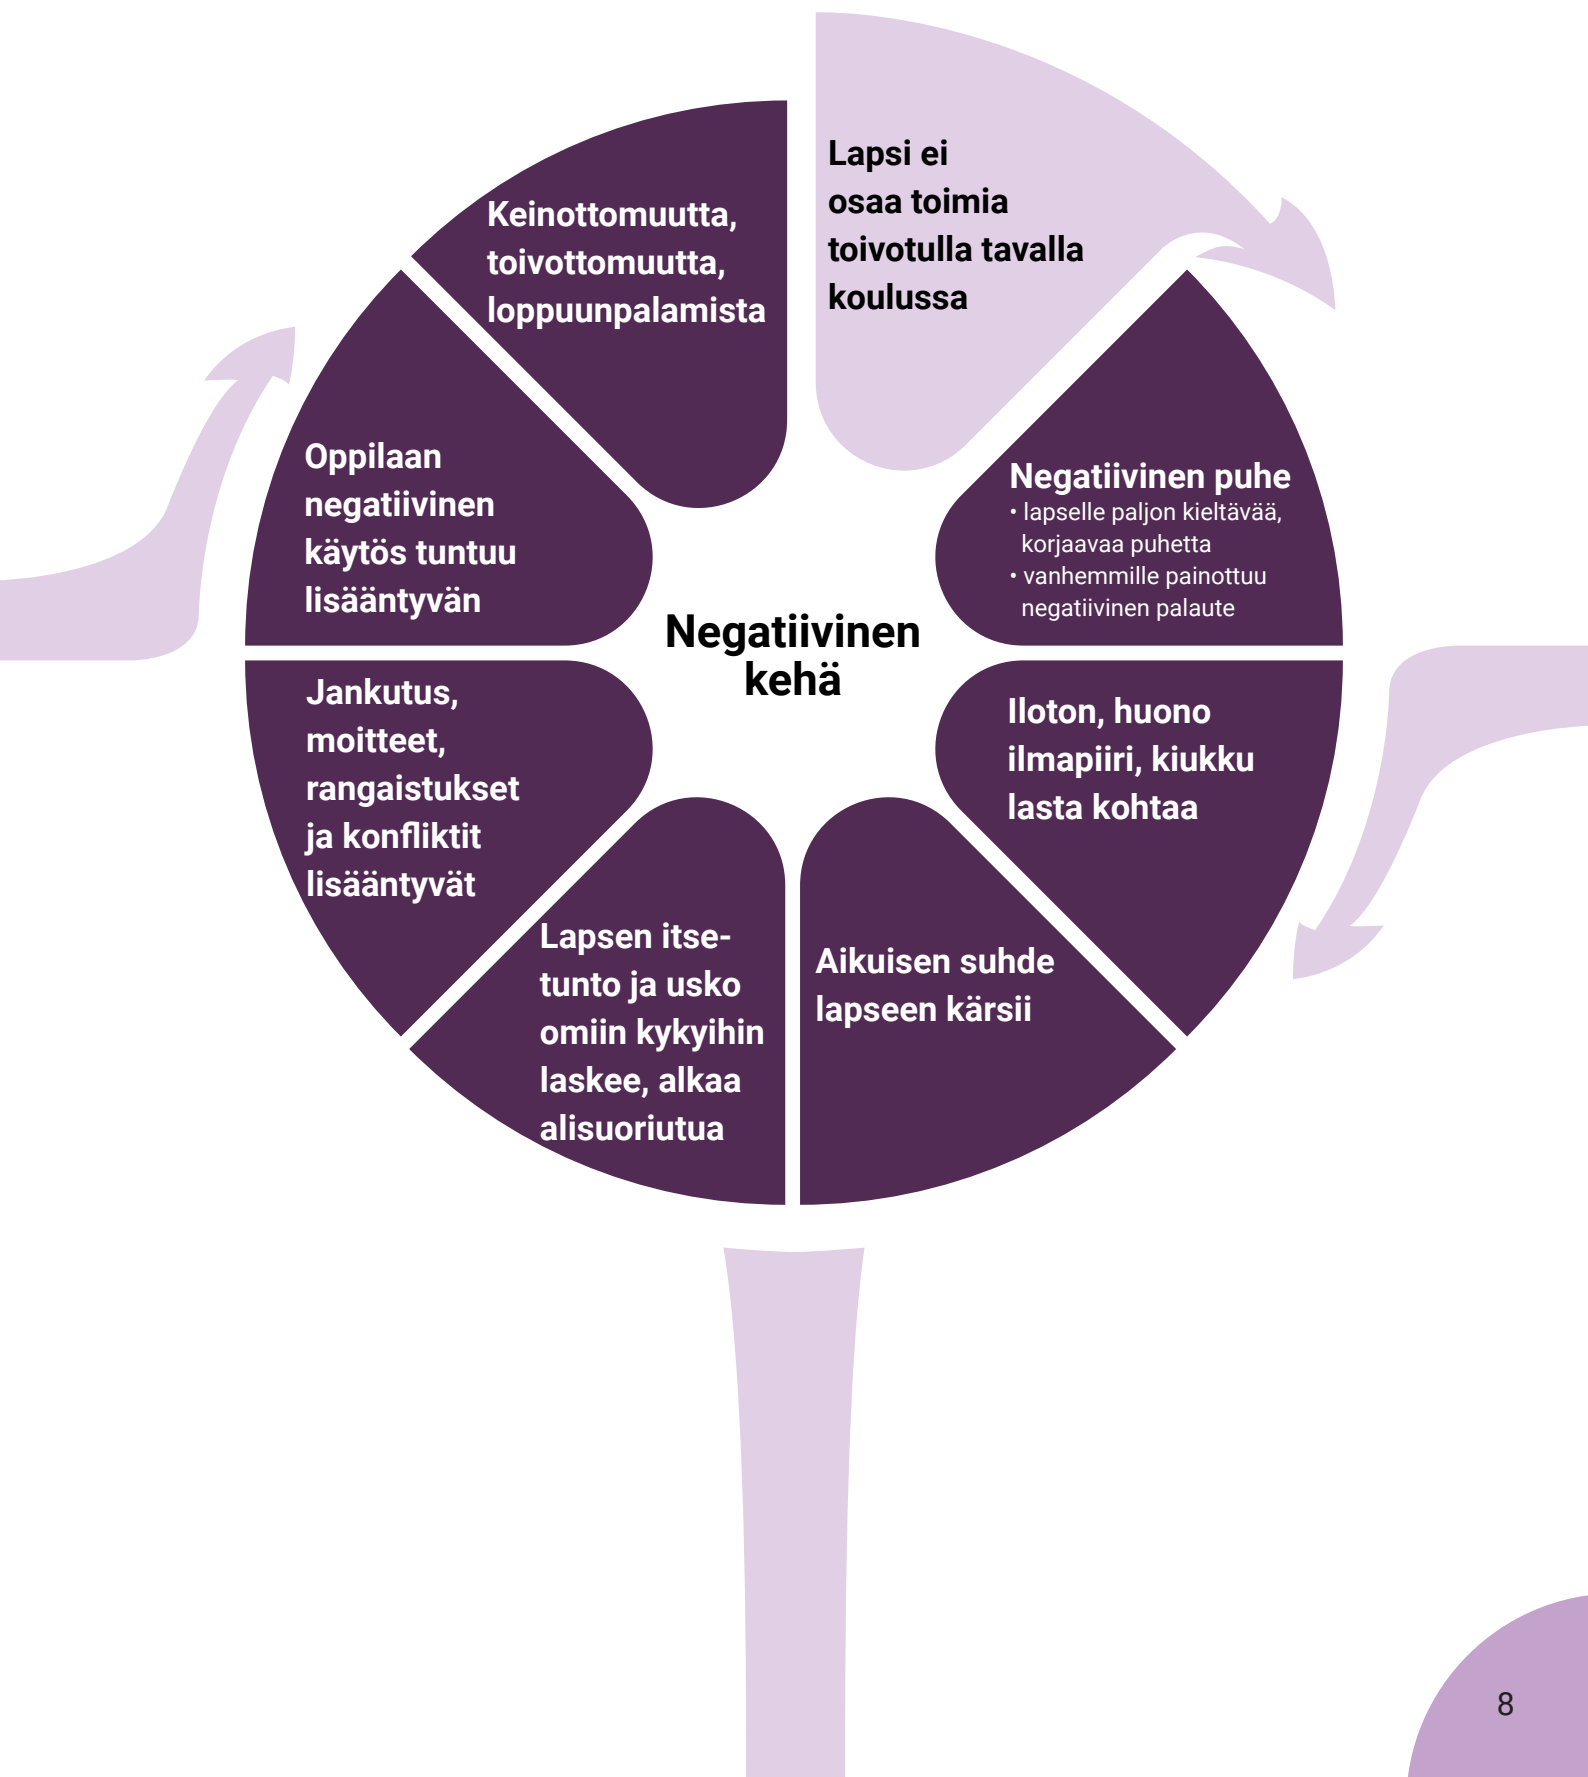 Lapsi ei
osaa toimia
toivotulla tavalla
koulussa
Negatiivinen puhe
• lapselle paljon kieltävää,
korjaavaa puhetta
• vanhemmille painottuu
negatiivinen palaute
Iloton, huono
ilmapiiri, kiukku
lasta kohtaa
Aikuisen suhde
lapseen kärsii
Lapsen itse-
tunto ja usko
omiin kykyihin
laskee, alkaa
alisuoriutua
Jankutus,
moitteet,
rangaistukset
ja konfliktit
lisääntyvät
Oppilaan
negatiivinen
käytös tuntuu
lisääntyvän
Keinottomuutta,
toivottomuutta,
loppuunpalamista
Negatiivinen
kehä
8